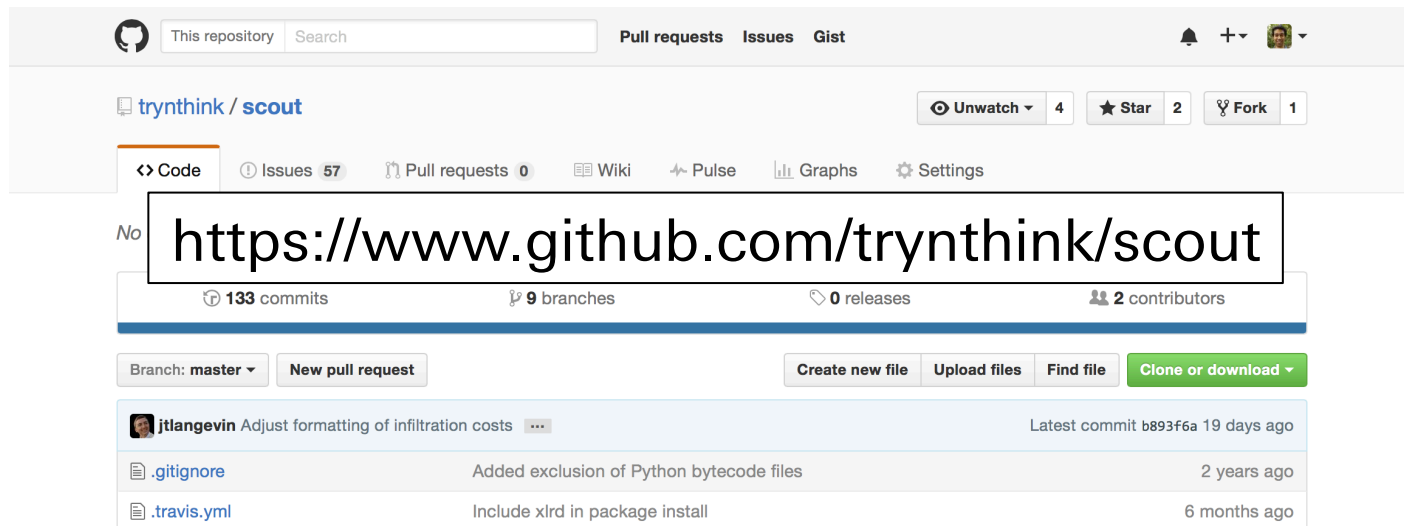 This repository Search Pull requests Issues Gist
trynthink / scout Unwatch 4 Star 2 Fork 1
Code Issues 57 Pull requests 0 Wiki Pulse Graphs Settings
No
https://www.github.com/trynthink/scout
133 commits 9 branches 0 releases 2 contributors
Branch: master New pull request Create new file Upload files Find file Clone or download
jtlangevin Adjust formatting of infiltration costs ... Latest commit b893f6a 19 days ago
.gitignore Added exclusion of Python bytecode files 2 years ago
.travis.yml Include xlrd in package install 6 months ago